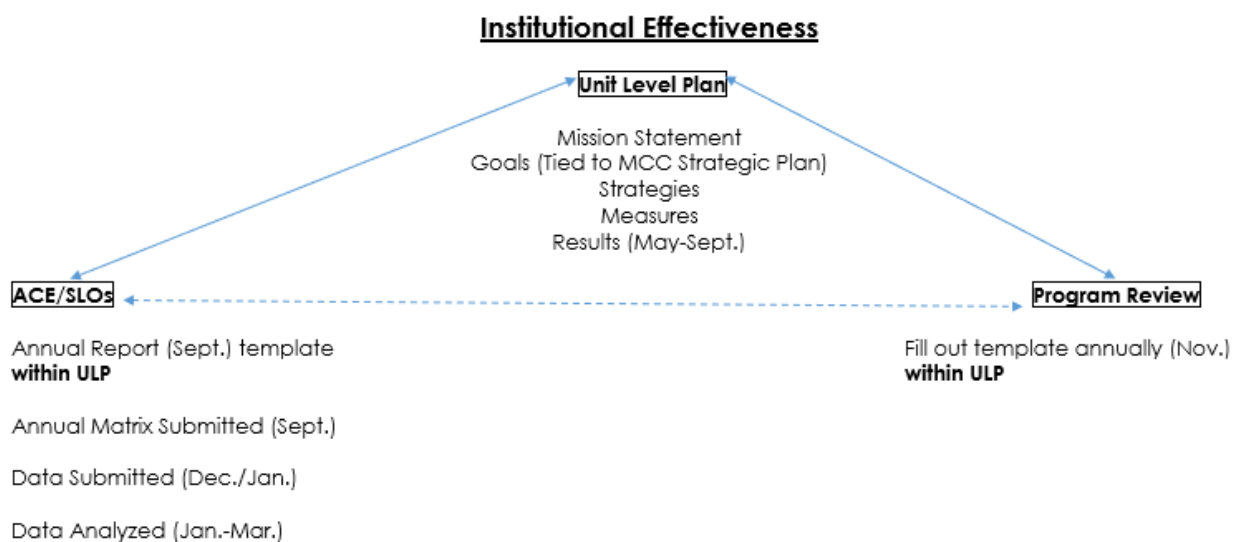 Institutional Effectiveness
Unit Level Plan
Mission Statement
Goals (Tied to MCC Strategic Plan)
Strategies
Measures
Results (May-Sept.)
ACE/SLOs
Annual Report (Sept.) template
within ULP
Annual Matrix Submitted (Sept.)
Data Submitted (Dec./Jan.)
Data Analyzed (Jan.-Mar.)
Program Review
Fill out template annually (Nov.)
within ULP